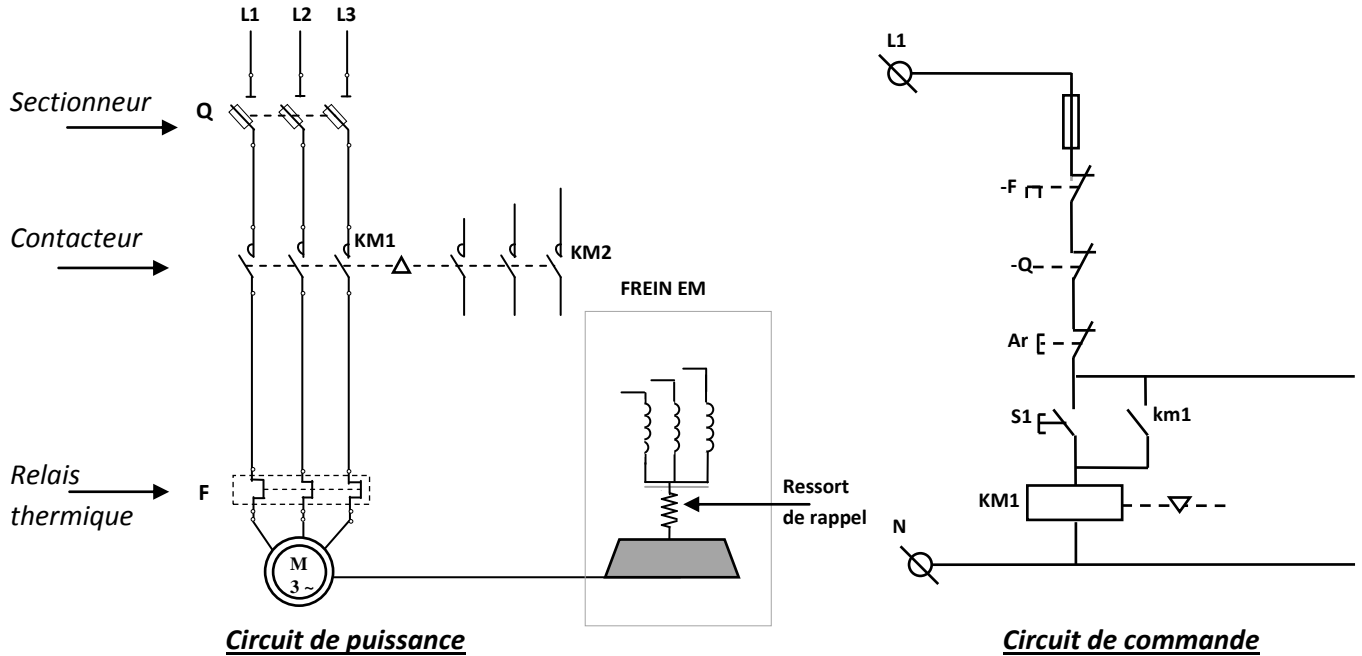 L1 L2 L3
Sectionneur
Q
Contacteur
KM1
KM2
FREIN EM
Relais
thermique
F
M
3 ~
Ressort
de rappel
Circuit de puissance
L1
-F
-Q
Ar
S1
km1
KM1
N
Circuit de commande